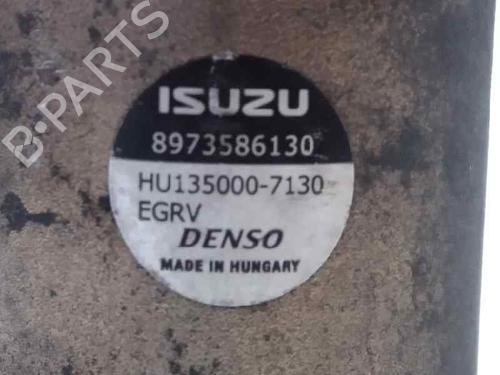 B-PARTS
ISUZU
8973586130
HU135000-7130
EGRV
DENSO
MADE IN HUNGARY